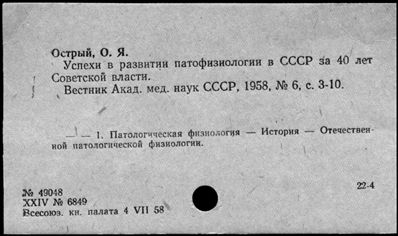 Острый, О. Я.
Успехи в развитии патофизиологии в СССР за 40 лет
Советской власти.
Вестник Акад. мед. наук СССР, 1958, № 6, с. 3-10.
— 1. Патологическая физиология — История — Отечествен-
ной патологической физиологии.
№ 49048
22-4
XXIV № 6849
Всесоюз. кн. палата 4 VII 58